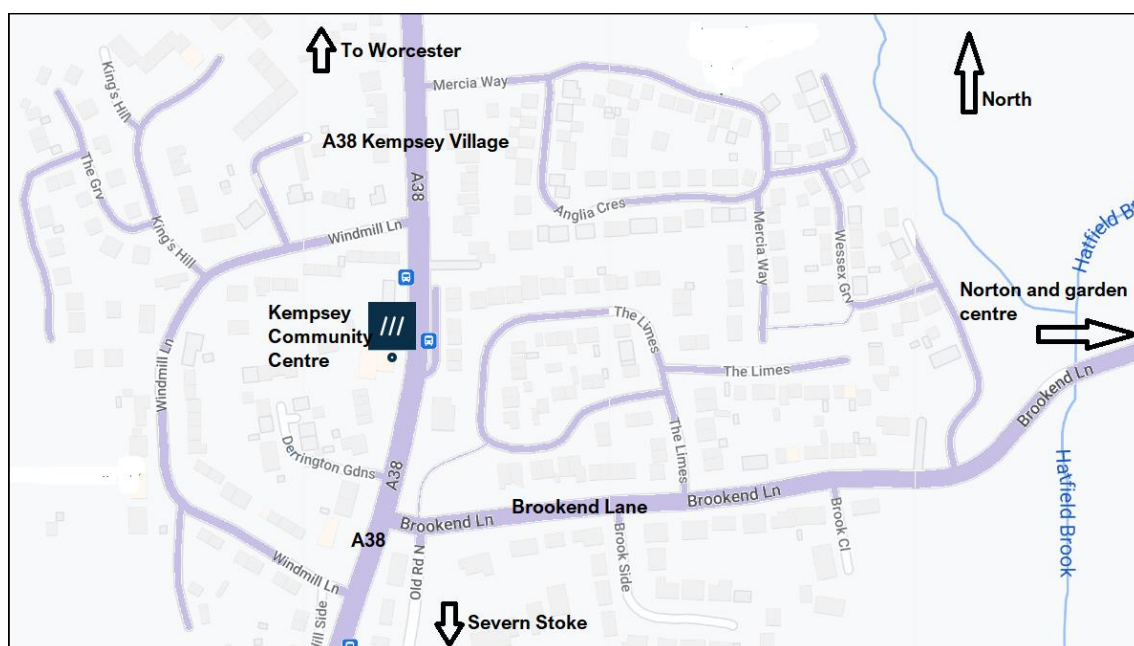 To Worcester
North
King's Hill
Mercia Way
A38 Kempsey Village
The Grv
A38
Anglia Cres
King's Hill
Windmill Ln
Mercia Way
Wessex Grv
Hatfield
Norton and garden
centre
Kempsey
Community
Centre
The Limes
The Limes
Windmill Ln
Brookend Ln
The Limes
Derrington Gdns
A38
Brookend Lane
Brookend Ln
Brookend Ln
Hatfield Brook
Brook Cl
A38
Old Rd N
Brook Side
Windmill Ln
Side
Severn Stoke